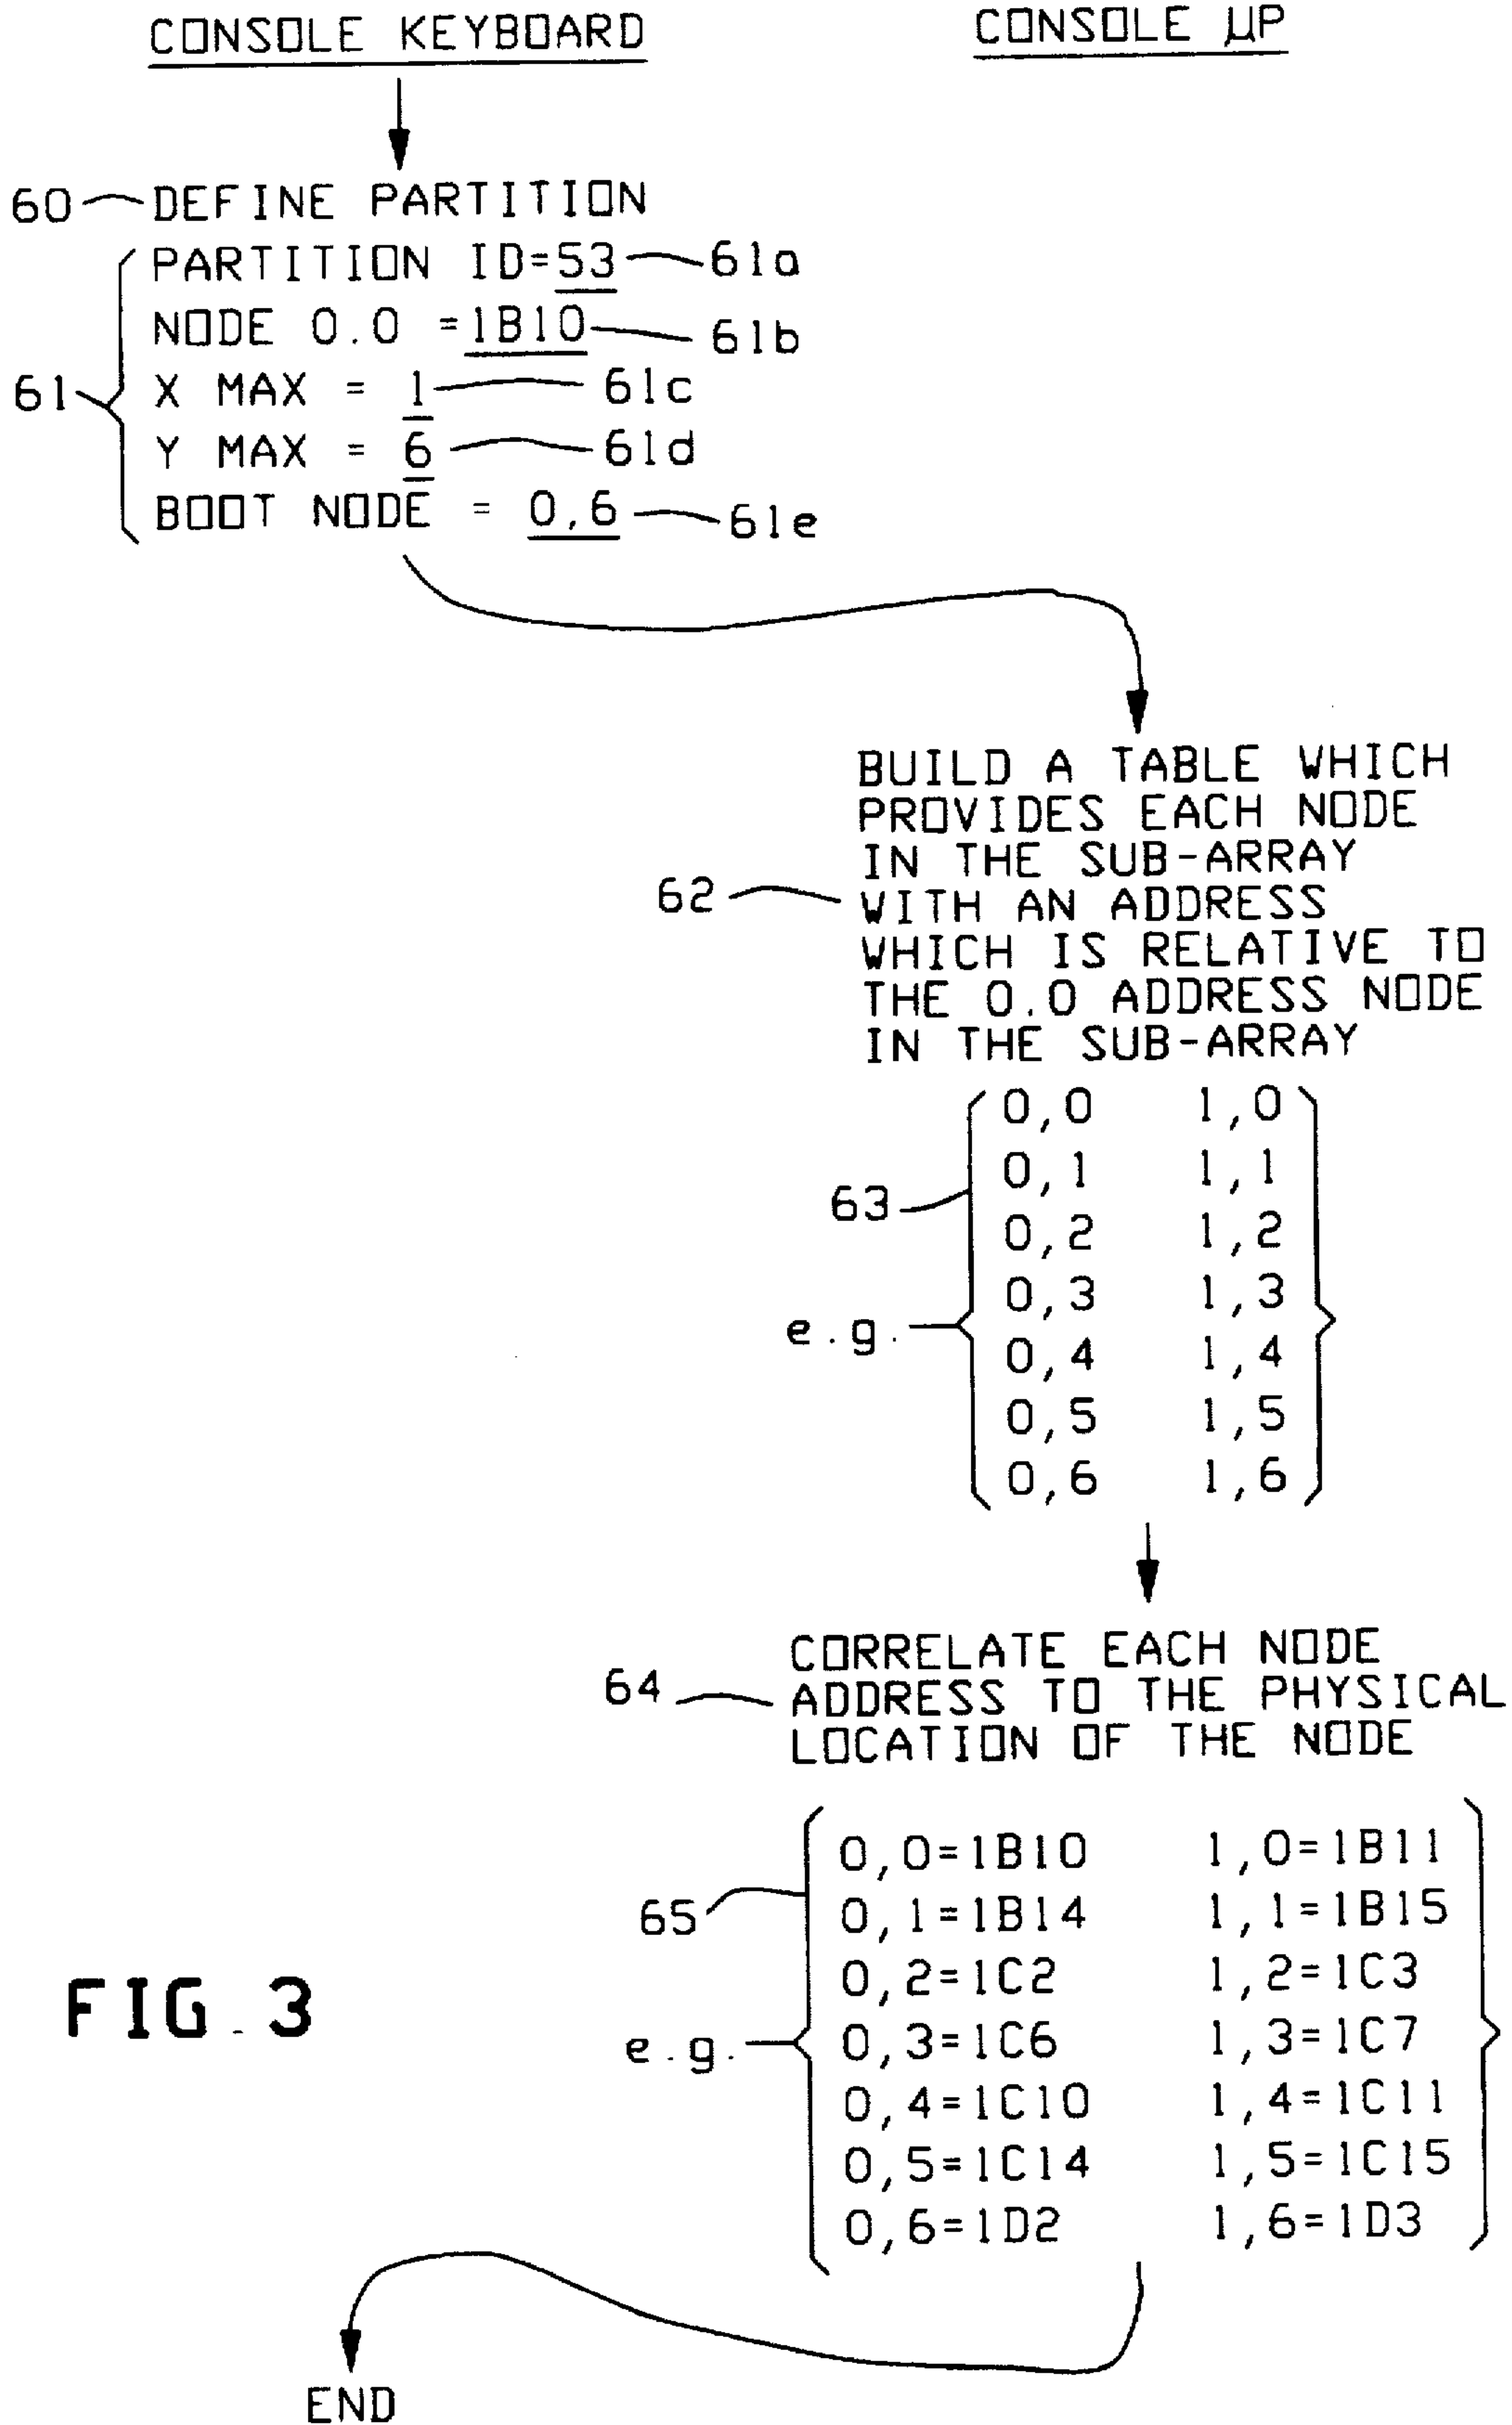 CONSOLE KEYBOARD
CONSOLE µP
60 DEFINE PARTITION
PARTITION ID=53 61a
NODE 0.0 =1B10 61b
61
X MAX = 1 61c
Y MAX = 6 61d
BOOT NODE = 0,6 61e
BUILD A TABLE WHICH
PROVIDES EACH NODE
IN THE SUB-ARRAY
62 WITH AN ADDRESS
WHICH IS RELATIVE TO
THE 0.0 ADDRESS NODE
IN THE SUB-ARRAY
0,0 1,0
0,1 1,1
63
0,2 1,2
0,3 1,3
e.g.
0,4 1,4
0,5 1,5
0,6 1,6
CORRELATE EACH NODE
64 ADDRESS TO THE PHYSICAL
LOCATION OF THE NODE
0,0=1B10 1,0=1B11
65 0,1=1B14 1,1=1B15
0,2=1C2 1,2=1C3
FIG.3
e.g. 0,3=1C6 1,3=1C7
0,4=1C10 1,4=1C11
0,5=1C14 1,5=1C15
0,6=1D2 1,6=1D3
END